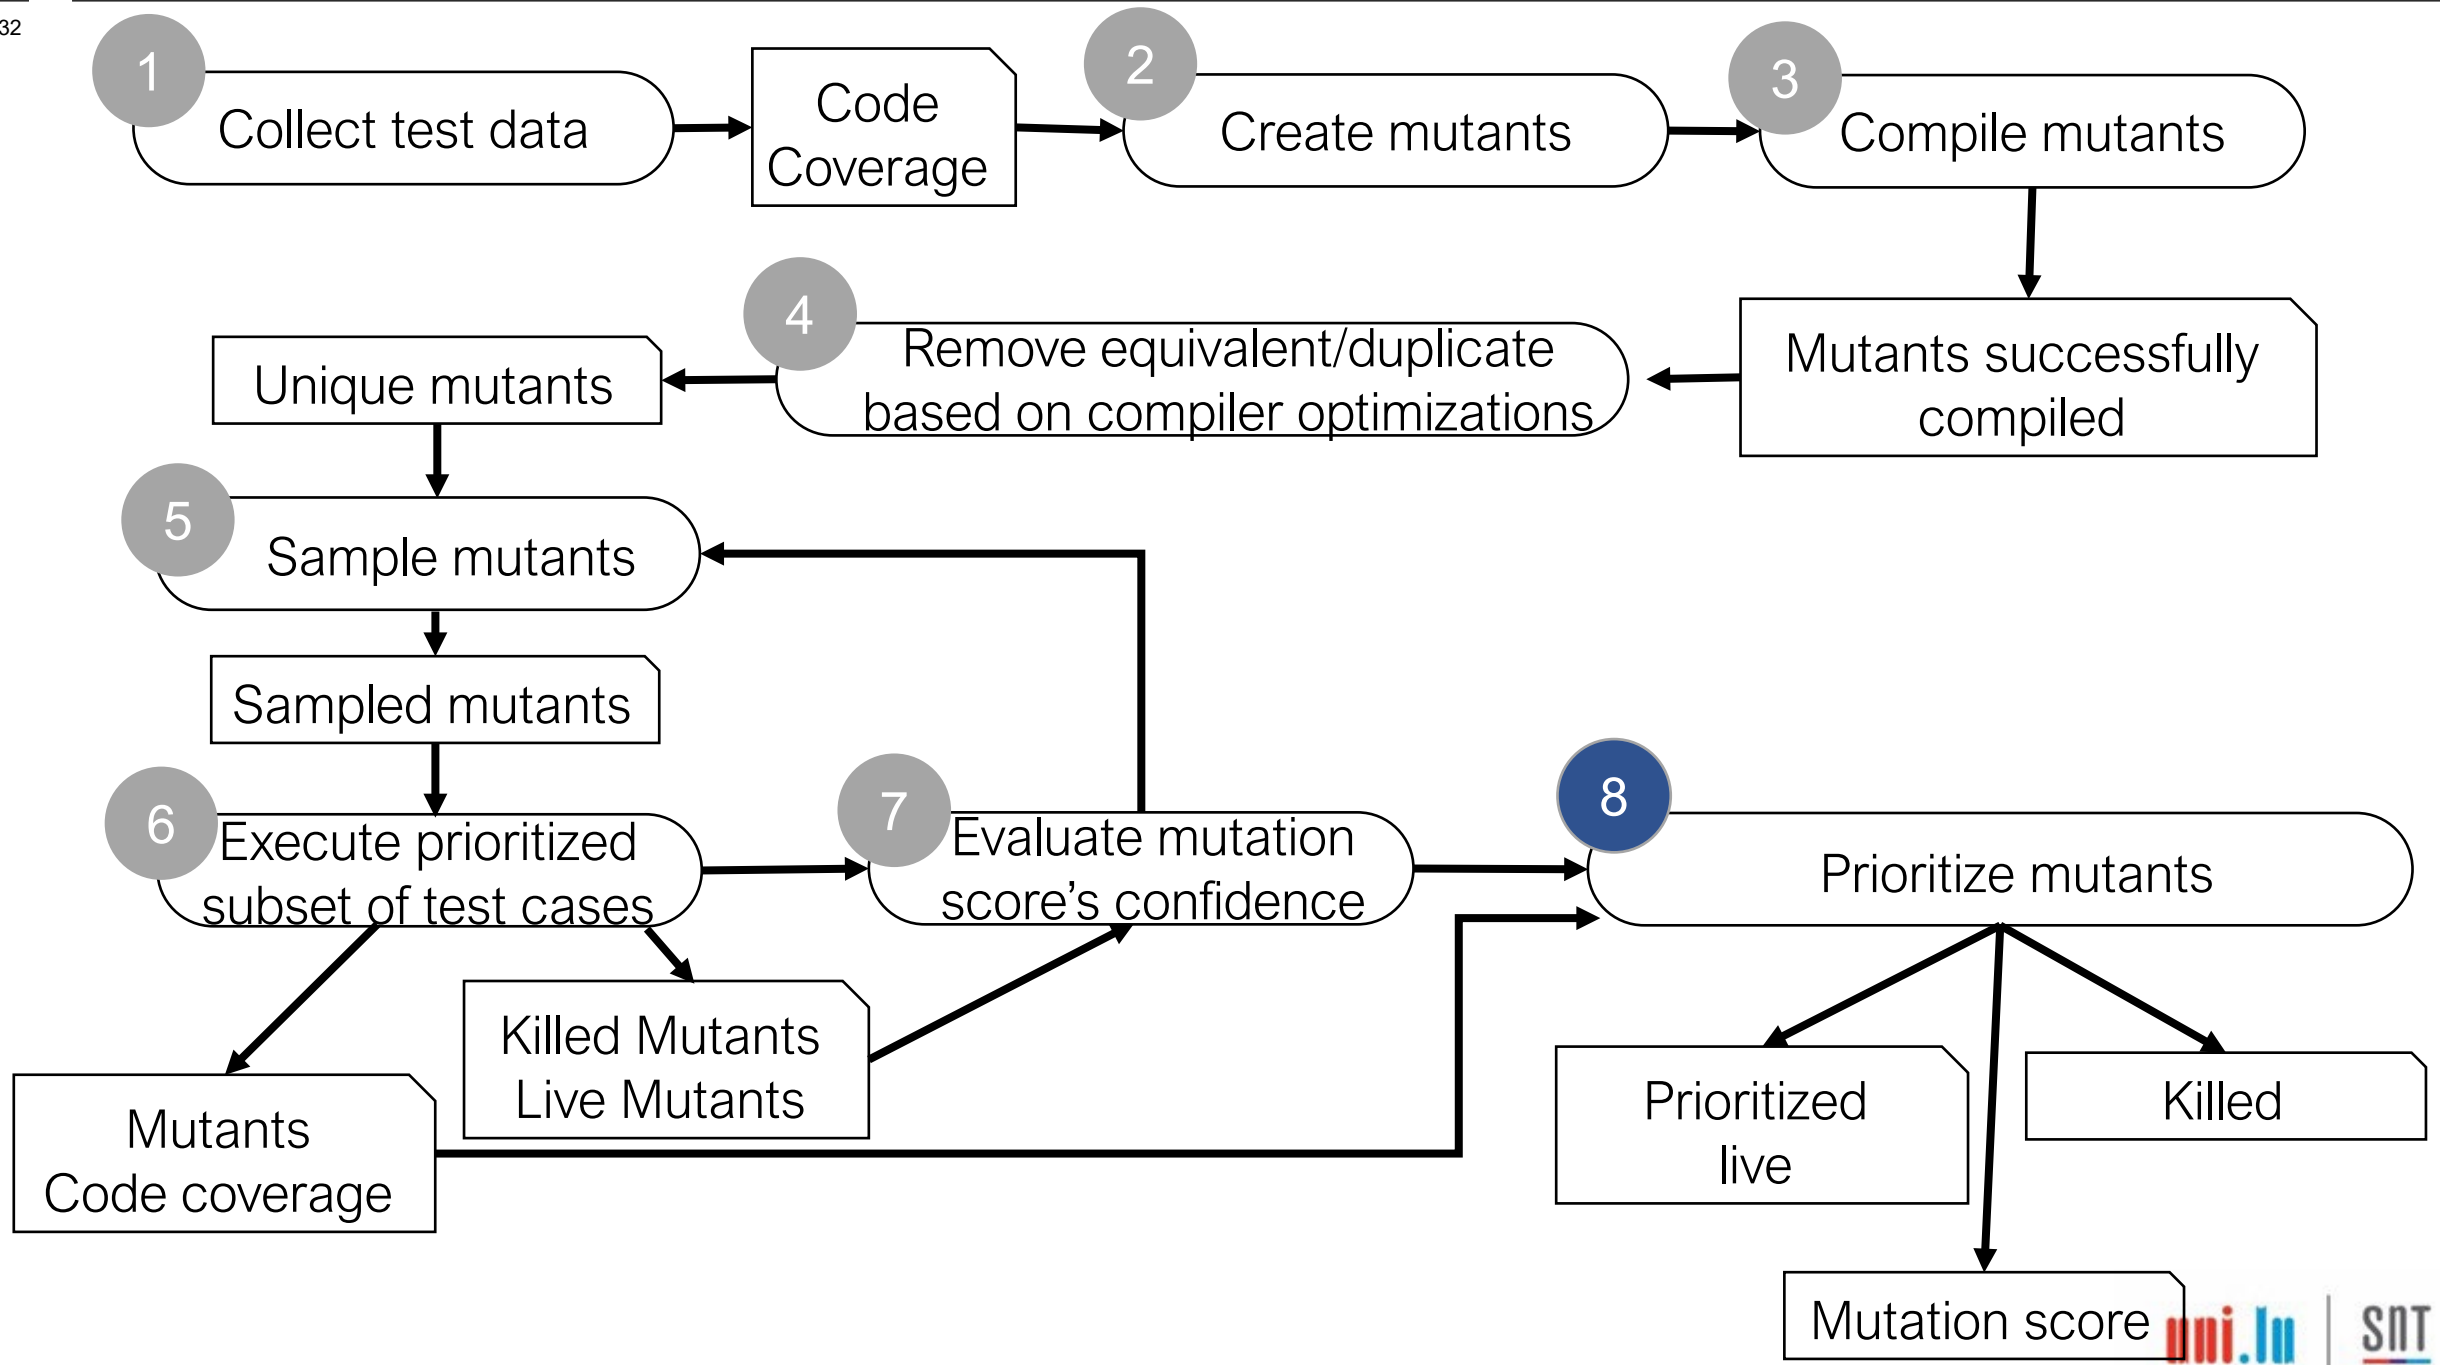 32
1
Collect test data
Code
Coverage
2
Create mutants
3
Compile mutants
4
Remove equivalent/duplicate
based on compiler optimizations
Mutants successfully
compiled
Unique mutants
5
Sample mutants
Sampled mutants
6
Execute prioritized
subset of test cases
7
Evaluate mutation
score’s confidence
8
Prioritize mutants
Killed Mutants
Live Mutants
Mutants
Code coverage
Prioritized
live
Killed
Mutation score
uni.lu
SNT